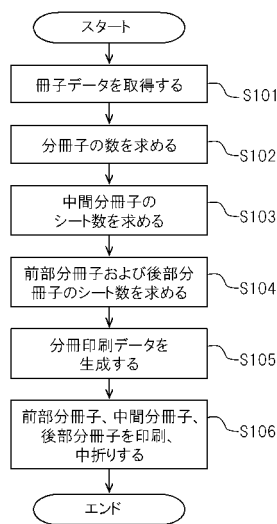 スタート
冊子データを取得する
S101
分冊子の数を求める
S102
中間分冊子の
シート数を求める
S103
前部分冊子および後部分
冊子のシート数を求める
S104
分冊印刷データを
生成する
S105
前部分冊子、中間分冊子、
後部分冊子を印刷、
中折りする
S106
エンド